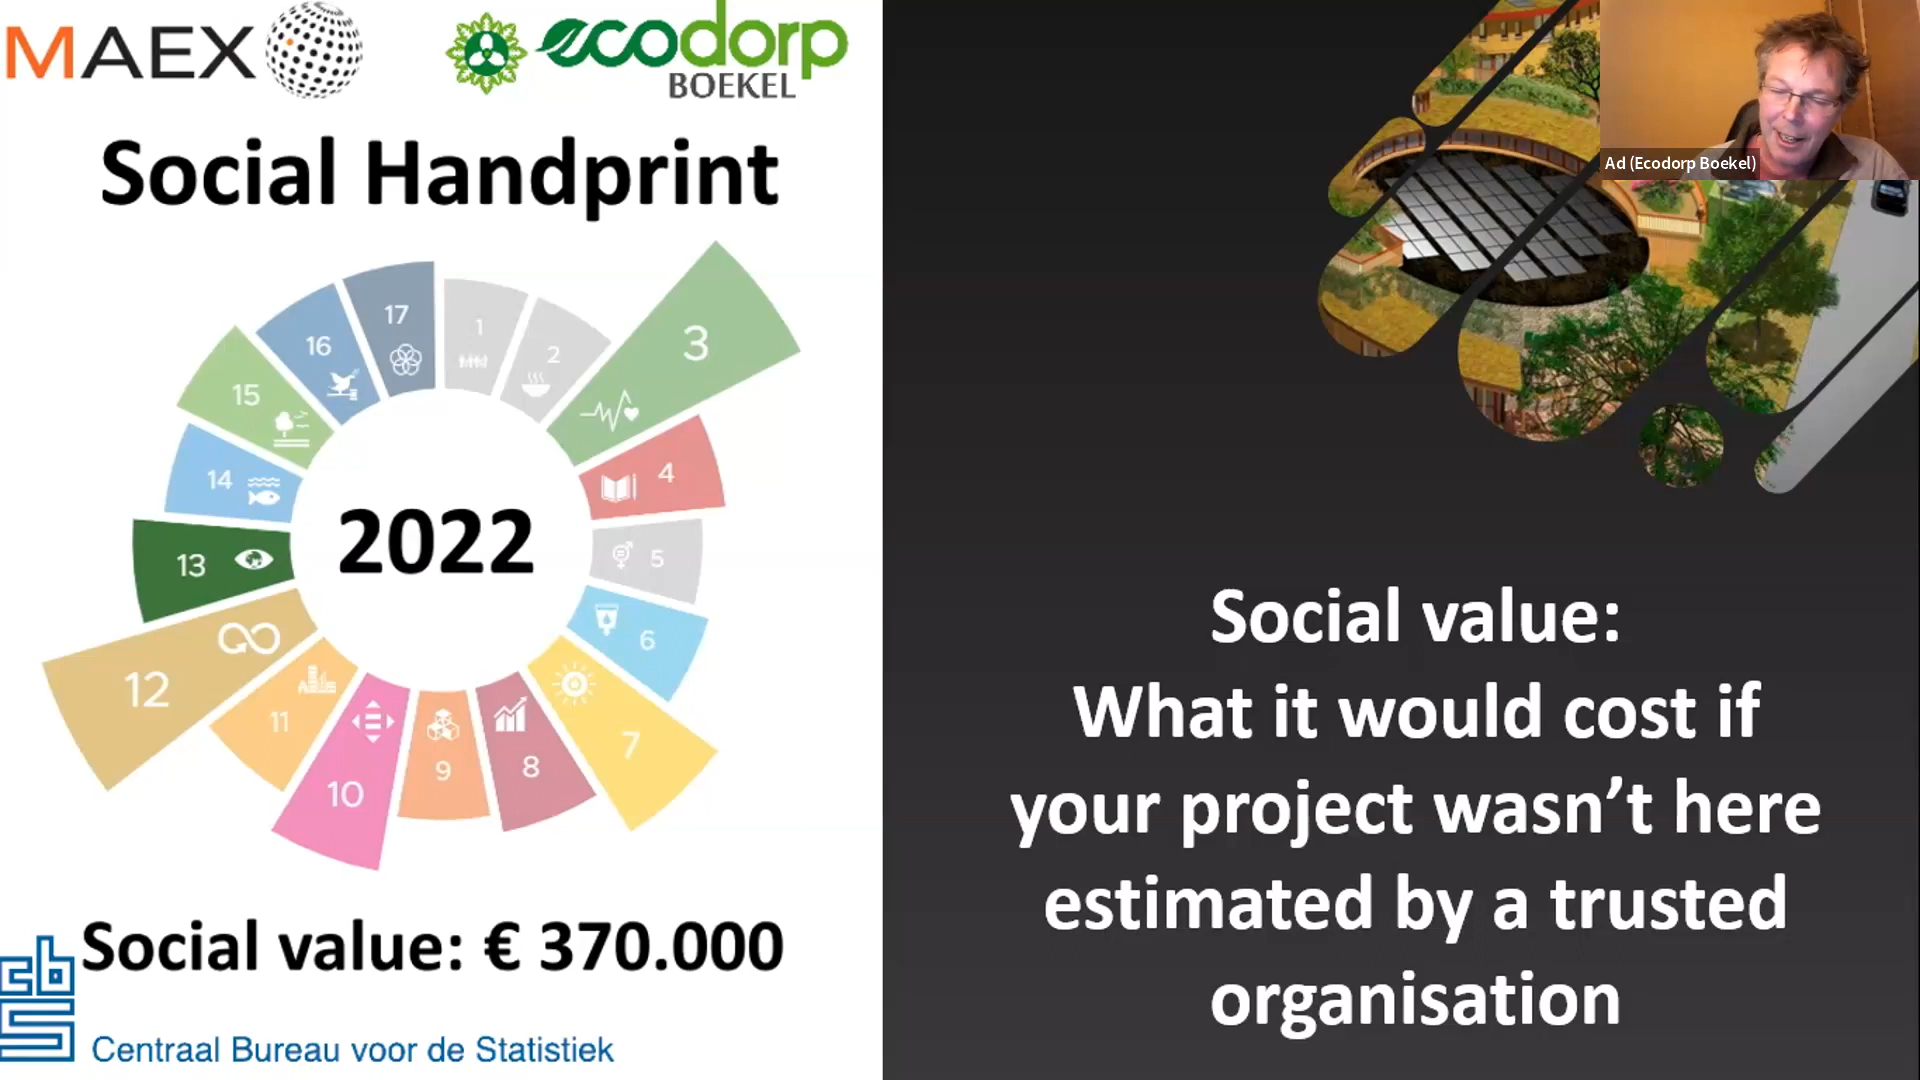 MAEX
ecodorp
BOEKEL
Social Handprint
1
2
3
4
5
6
7
8
9
10
11
12
13
14
15
16
17
2022
Social value: € 370.000
cbs
Centraal Bureau voor de Statistiek
Ad (Ecodorp Boekel)
Social value:
What it would cost if
your project wasn’t here
estimated by a trusted
organisation